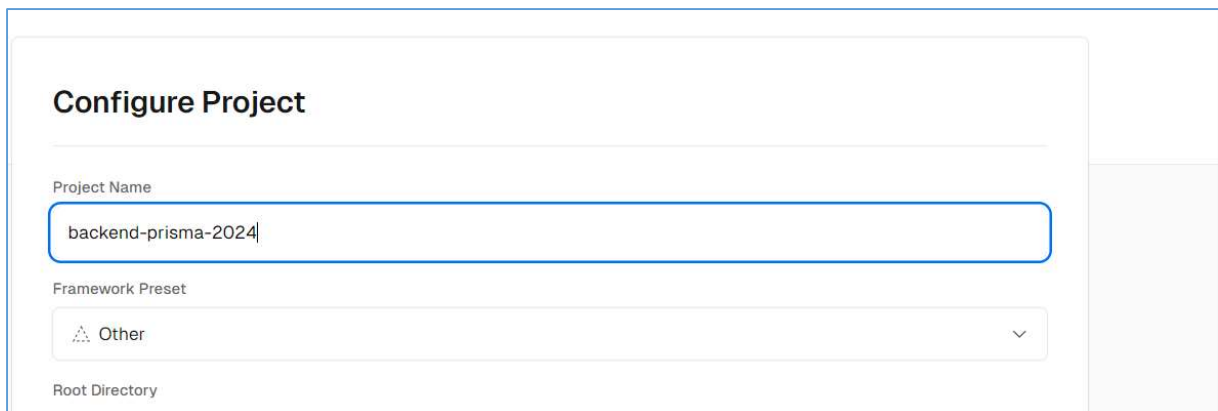 Configure Project
Project Name
backend-prisma-2024
Framework Preset
Other
Root Directory